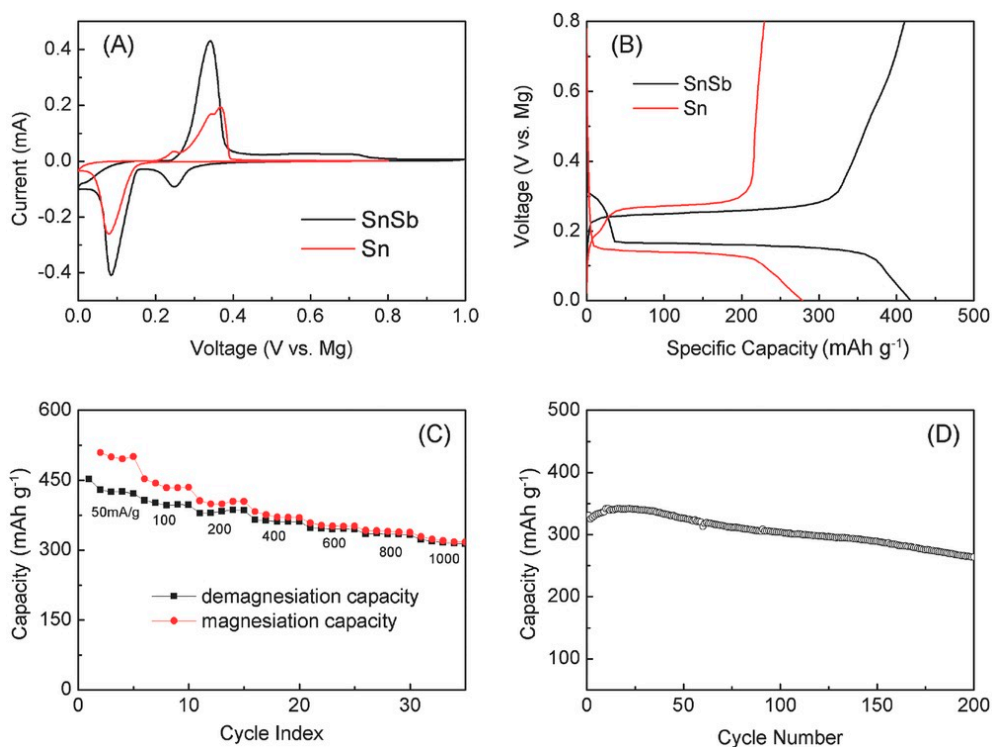 (A)
0.4
0.2
0.0
-0.2
-0.4
Current (mA)
SnSb
Sn
0.0 0.2 0.4 0.6 0.8 1.0
Voltage (V vs. Mg)
(B)
0.8
0.6
0.4
0.2
0.0
Voltage (V vs. Mg)
SnSb
Sn
0 100 200 300 400 500
Specific Capacity (mAh g⁻¹)
(C)
600
450
300
150
0
Capacity (mAh g⁻¹)
50mA/g 100 200 400 600 800 1000
demagnesiation capacity
magnesiation capacity
0 10 20 30
Cycle Index
(D)
500
400
300
200
100
Capacity (mAh g⁻¹)
0 50 100 150 200
Cycle Number